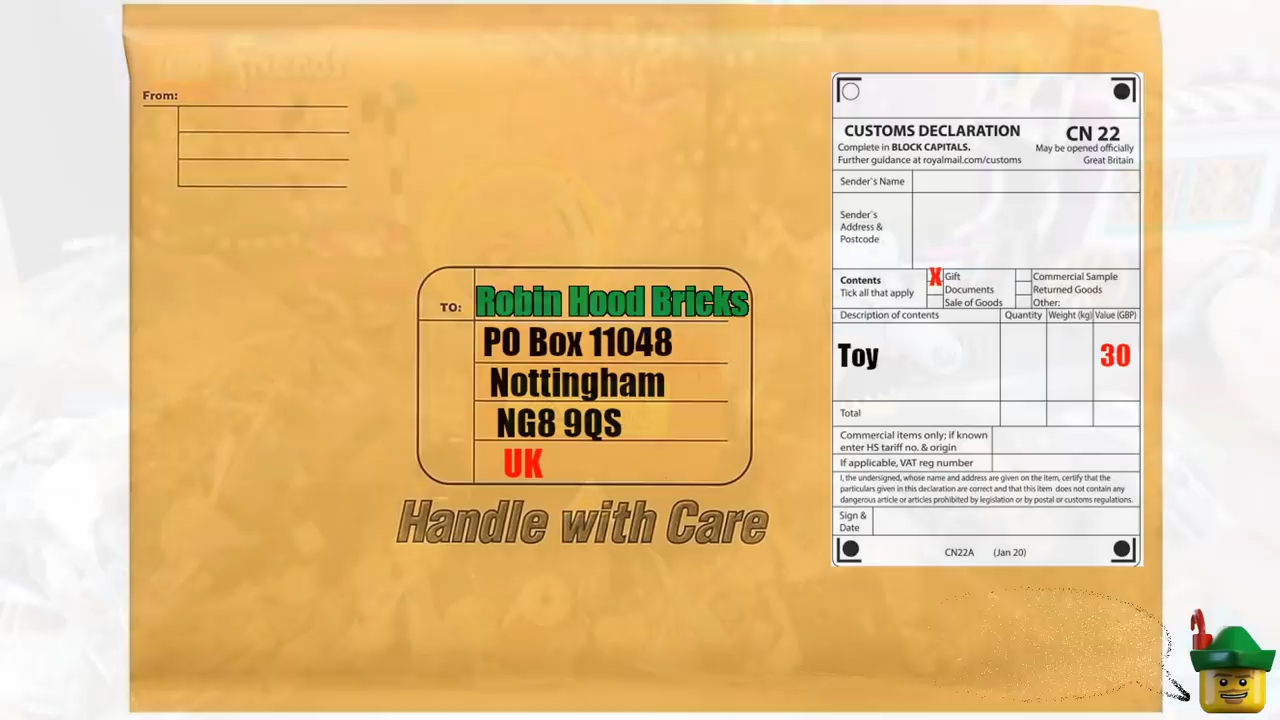 From:
TO:
Robin Hood Bricks
PO Box 11048
Nottingham
NG8 9QS
UK
Handle with Care
CUSTOMS DECLARATION
CN 22
Complete in BLOCK CAPITALS.
May be opened officially
Further guidance at royalmail.com/customs
Great Britain
Sender`s Name
Sender`s
Address &
Postcode
Contents
Tick all that apply
X Gift
Documents
Sale of Goods
Commercial Sample
Returned Goods
Other:
Description of contents
Quantity
Weight (kg)
Value (GBP)
Toy
30
Total
Commercial items only; if known
enter HS tariff no. & origin
If applicable, VAT reg number
I, the undersigned, whose name and address are given on the item, certify that the
particulars given in this declaration are correct and that this item does not contain any
dangerous article or articles prohibited by legislation or by postal or customs regulations.
Sign &
Date
CN22A (Jan 20)